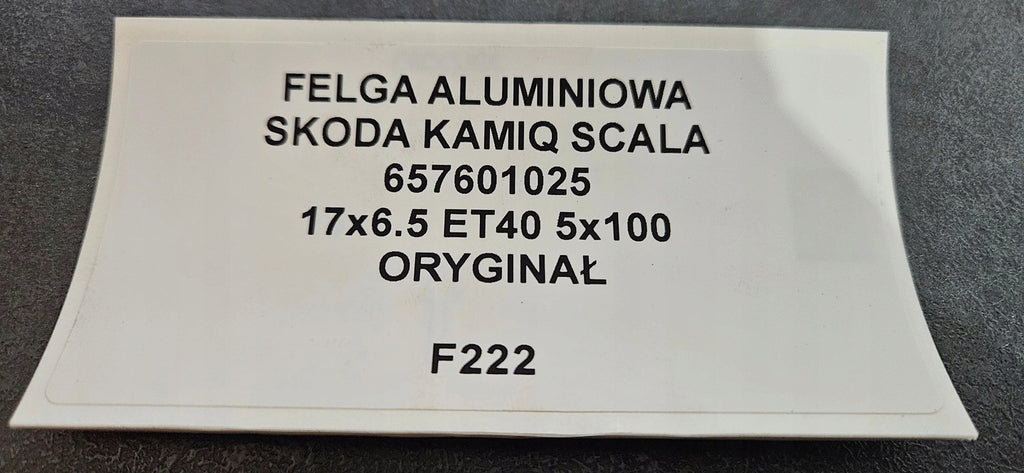 FELGA ALUMINIOWA
SKODA KAMIQ SCALA
657601025
17x6.5 ET40 5x100
ORYGINAŁ
F222